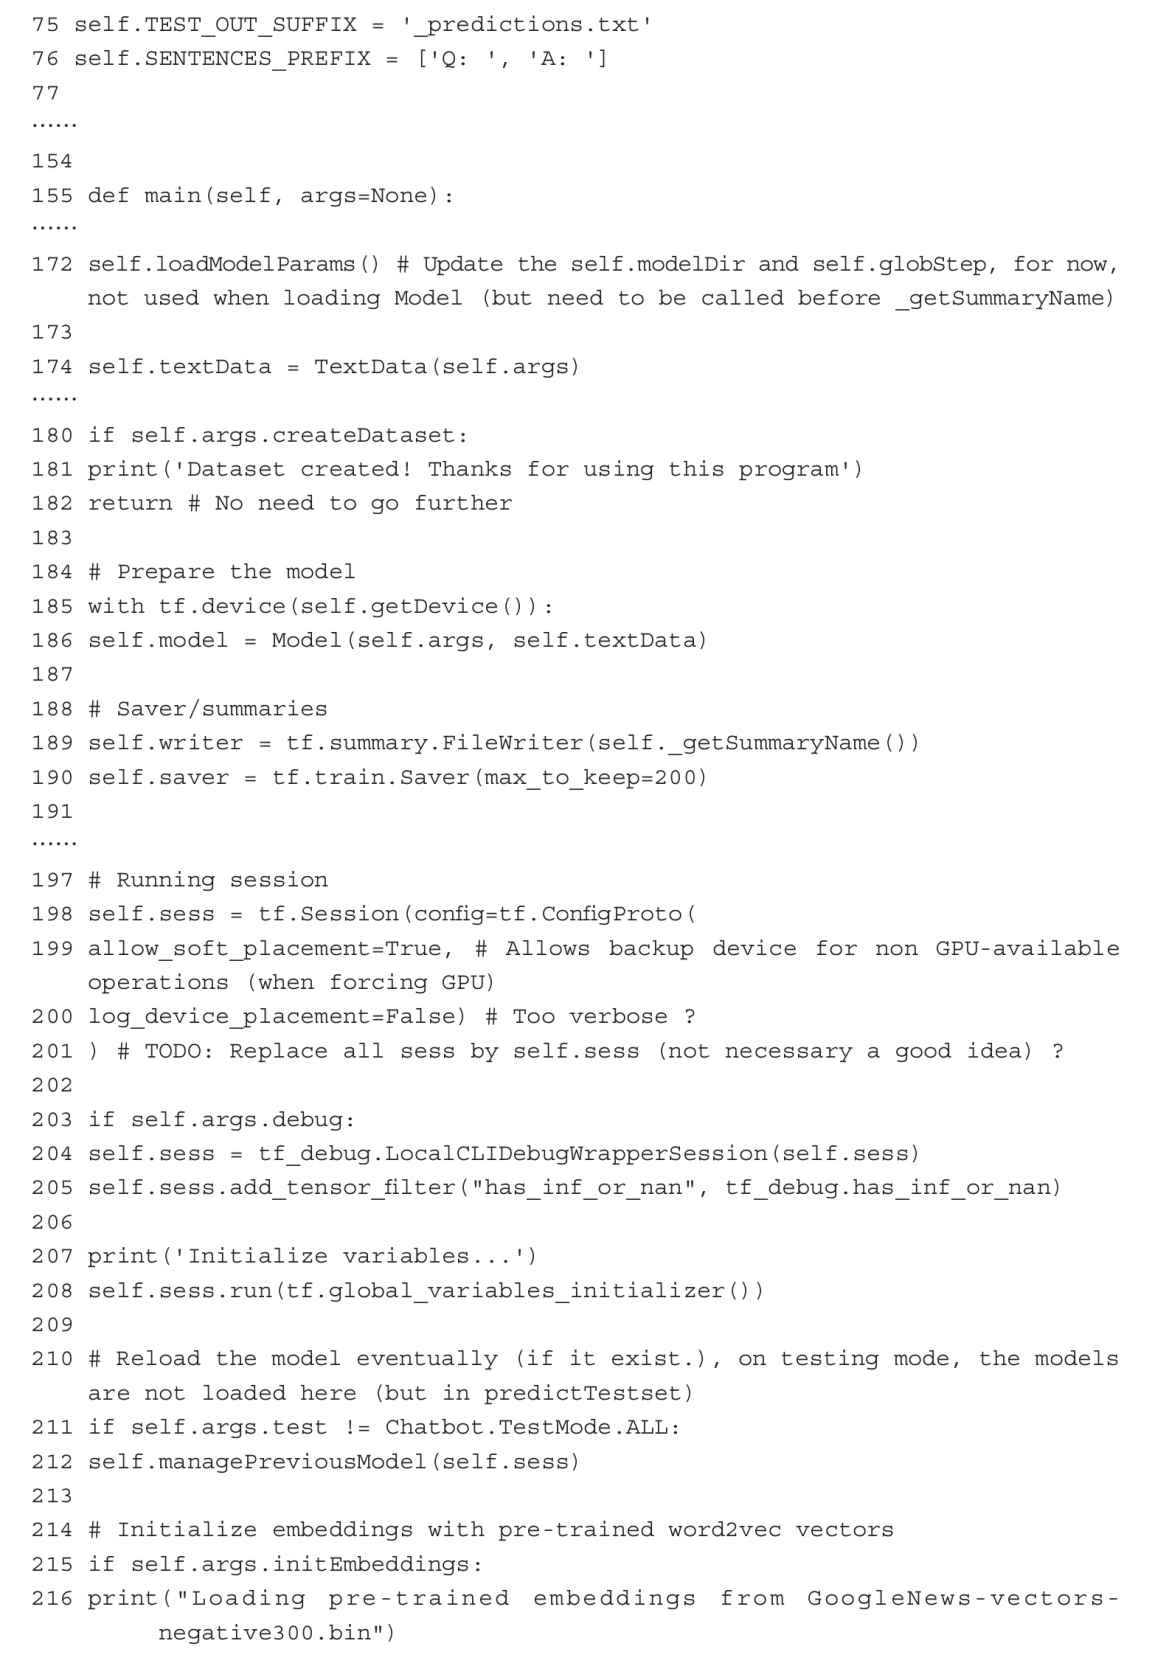 75 self.TEST_OUT_SUFFIX = '_predictions.txt'
76 self.SENTENCES_PREFIX = ['Q: ', 'A: ']
77
……
154
155 def main(self, args=None):
……
172 self.loadModelParams() # Update the self.modelDir and self.globStep, for now,
not used when loading Model (but need to be called before _getSummaryName)
173
174 self.textData = TextData(self.args)
……
180 if self.args.createDataset:
181 print('Dataset created! Thanks for using this program')
182 return # No need to go further
183
184 # Prepare the model
185 with tf.device(self.getDevice()):
186 self.model = Model(self.args, self.textData)
187
188 # Saver/summaries
189 self.writer = tf.summary.FileWriter(self._getSummaryName())
190 self.saver = tf.train.Saver(max_to_keep=200)
191
……
197 # Running session
198 self.sess = tf.Session(config=tf.ConfigProto(
199 allow_soft_placement=True, # Allows backup device for non GPU-available
operations (when forcing GPU)
200 log_device_placement=False) # Too verbose ?
201 ) # TODO: Replace all sess by self.sess (not necessary a good idea) ?
202
203 if self.args.debug:
204 self.sess = tf_debug.LocalCLIDebugWrapperSession(self.sess)
205 self.sess.add_tensor_filter("has_inf_or_nan", tf_debug.has_inf_or_nan)
206
207 print('Initialize variables...')
208 self.sess.run(tf.global_variables_initializer())
209
210 # Reload the model eventually (if it exist.), on testing mode, the models
are not loaded here (but in predictTestset)
211 if self.args.test != Chatbot.TestMode.ALL:
212 self.managePreviousModel(self.sess)
213
214 # Initialize embeddings with pre-trained word2vec vectors
215 if self.args.initEmbeddings:
216 print("Loading pre-trained embeddings from GoogleNews-vectors-
negative300.bin")